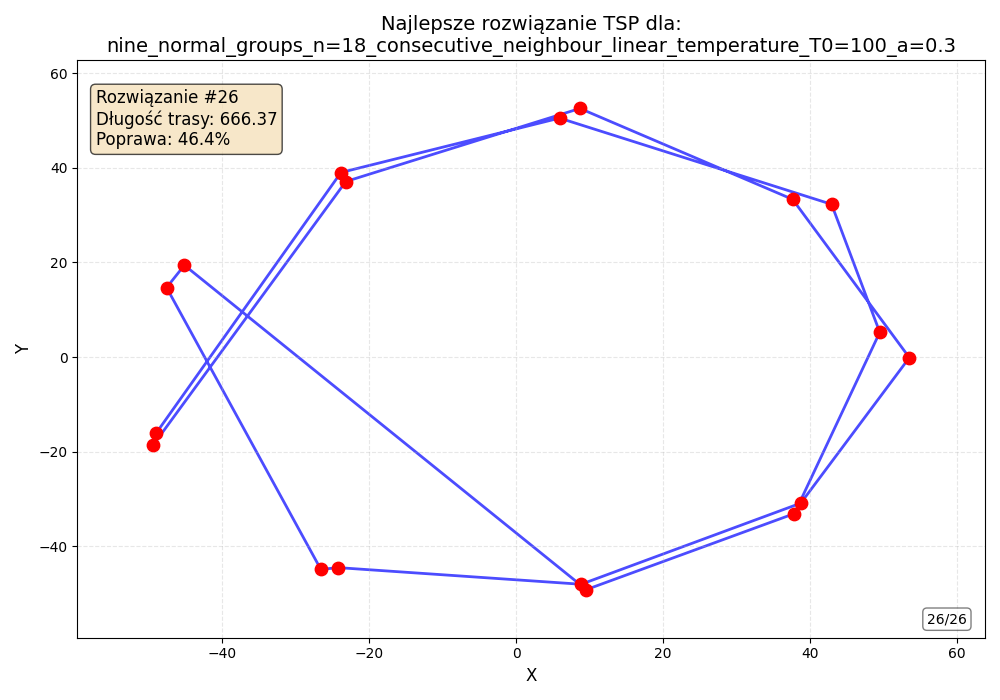 Najlepsze rozwiązanie TSP dla:
nine_normal_groups_n=18_consecutive_neighbour_linear_temperature_T0=100_a=0.3
Rozwiązanie #26
Długość trasy: 666.37
Poprawa: 46.4%
60
40
20
0
−20
−40
Y
26/26
−40
−20
0
20
40
60
X